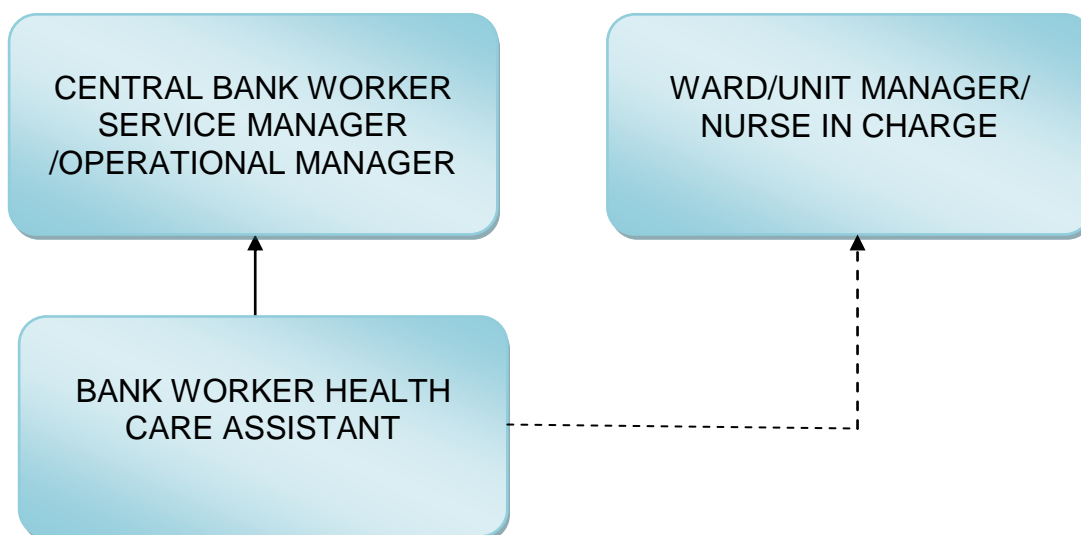 CENTRAL BANK WORKER
SERVICE MANAGER
/OPERATIONAL MANAGER
WARD/UNIT MANAGER/
NURSE IN CHARGE
BANK WORKER HEALTH
CARE ASSISTANT